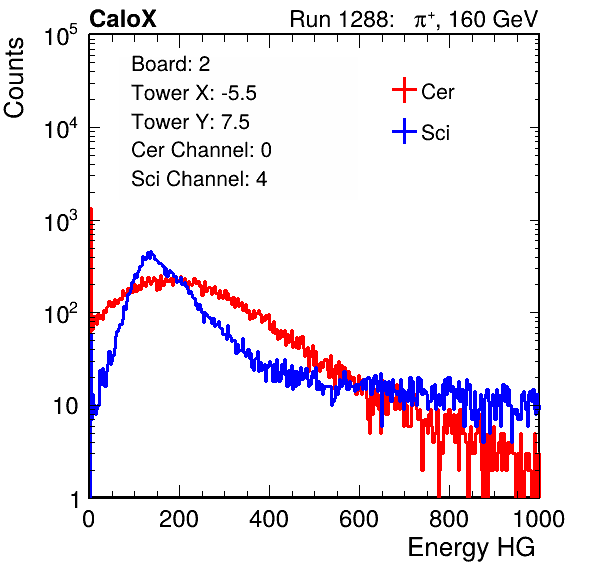 CaloX Run 1288: π⁺, 160 GeV
Counts
10⁵
10⁴
10³
10²
10
1
Board: 2
Tower X: -5.5
Tower Y: 7.5
Cer Channel: 0
Sci Channel: 4
Cer
Sci
0 200 400 600 800 1000
Energy HG